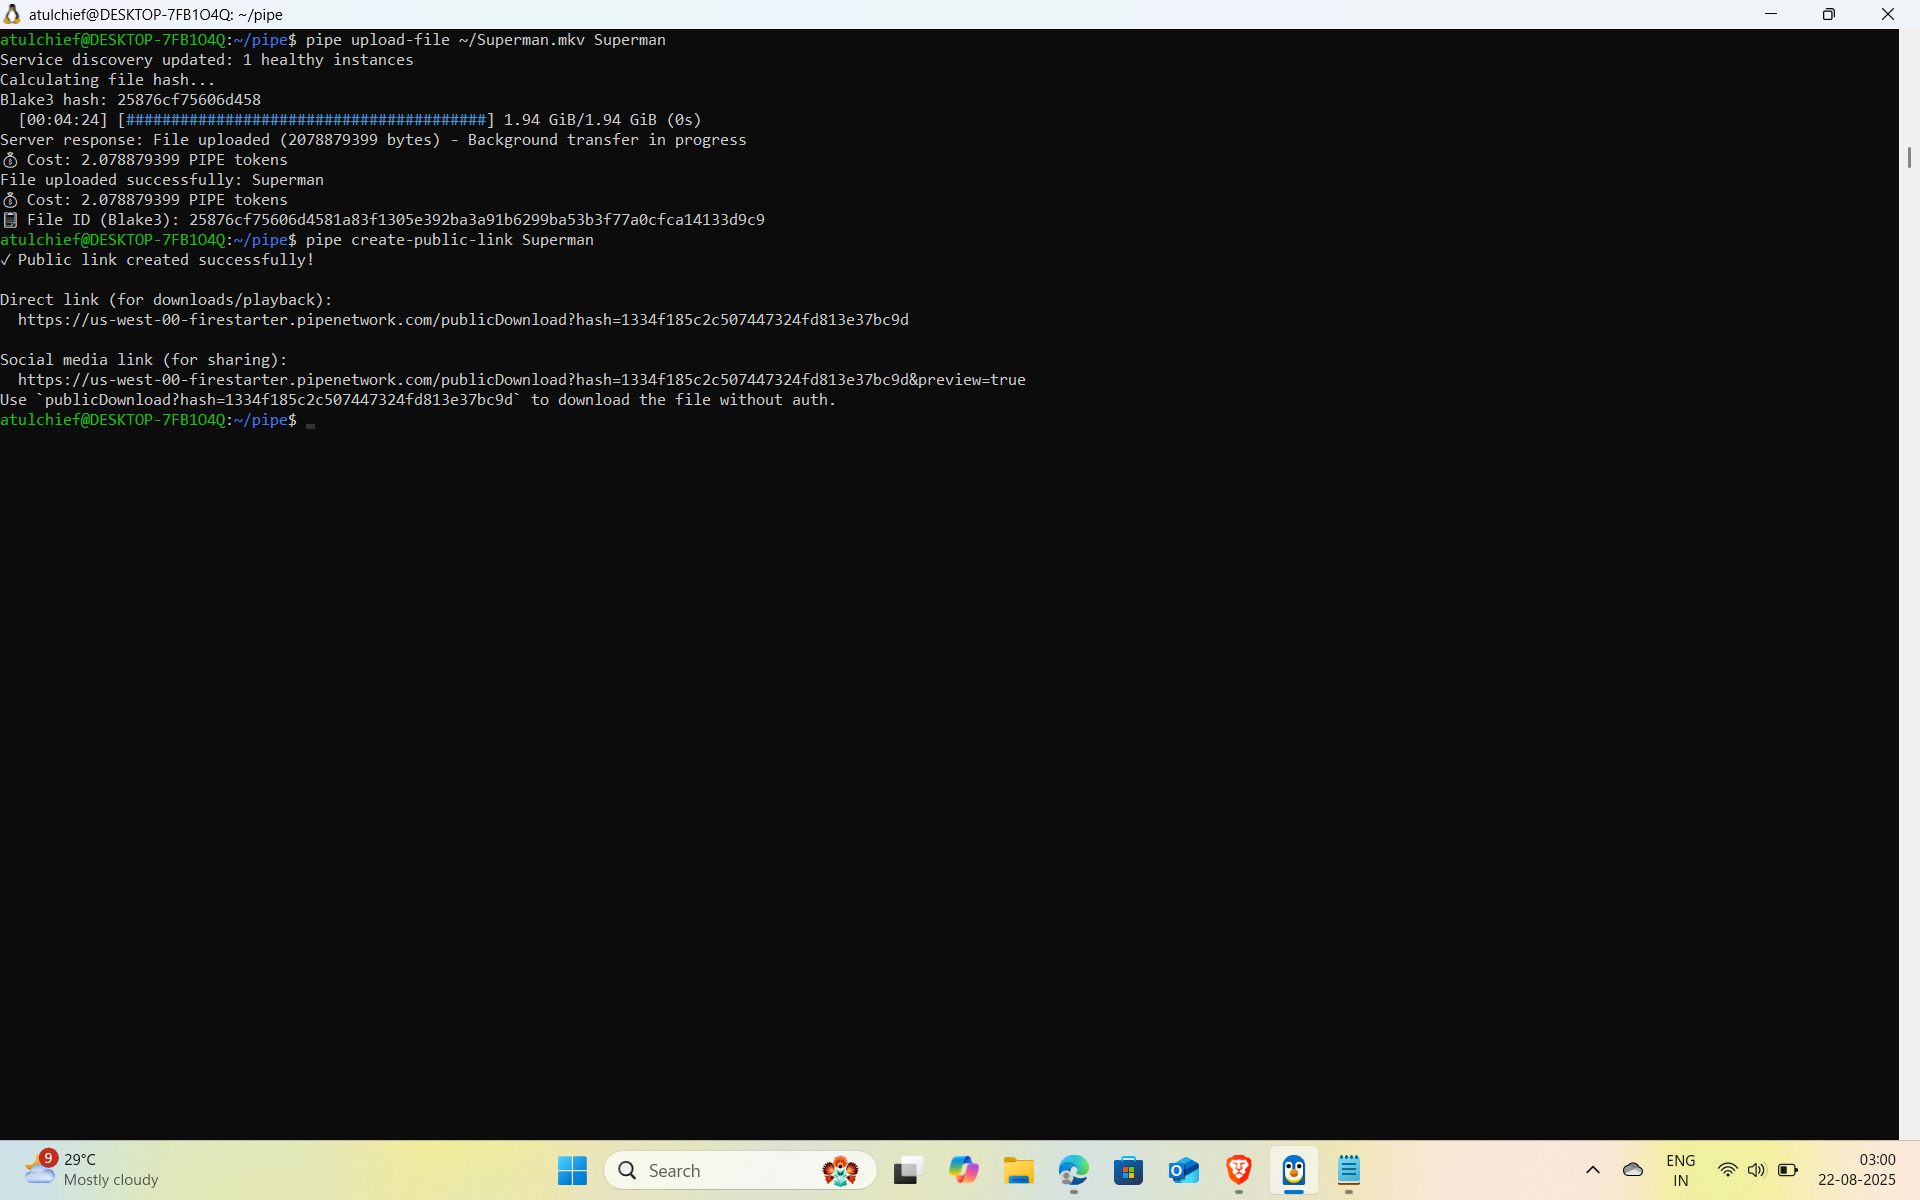 atulchief@DESKTOP-7FB1O4Q: ~/pipe
atulchief@DESKTOP-7FB1O4Q:~/pipe$ pipe upload-file ~/Superman.mkv Superman
Service discovery updated: 1 healthy instances
Calculating file hash...
Blake3 hash: 25876cf75606d458
[00:04:24] [########################################] 1.94 GiB/1.94 GiB (0s)
Server response: File uploaded (2078879399 bytes) - Background transfer in progress
💰 Cost: 2.078879399 PIPE tokens
File uploaded successfully: Superman
💰 Cost: 2.078879399 PIPE tokens
📋 File ID (Blake3): 25876cf75606d4581a83f1305e392ba3a91b6299ba53b3f77a0cfca14133d9c9
atulchief@DESKTOP-7FB1O4Q:~/pipe$ pipe create-public-link Superman
✓ Public link created successfully!
Direct link (for downloads/playback):
https://us-west-00-firestarter.pipenetwork.com/publicDownload?hash=1334f185c2c507447324fd813e37bc9d
Social media link (for sharing):
https://us-west-00-firestarter.pipenetwork.com/publicDownload?hash=1334f185c2c507447324fd813e37bc9d&preview=true
Use `publicDownload?hash=1334f185c2c507447324fd813e37bc9d` to download the file without auth.
atulchief@DESKTOP-7FB1O4Q:~/pipe$
9
29°C
Mostly cloudy
Search
ENG
IN
03:00
22-08-2025